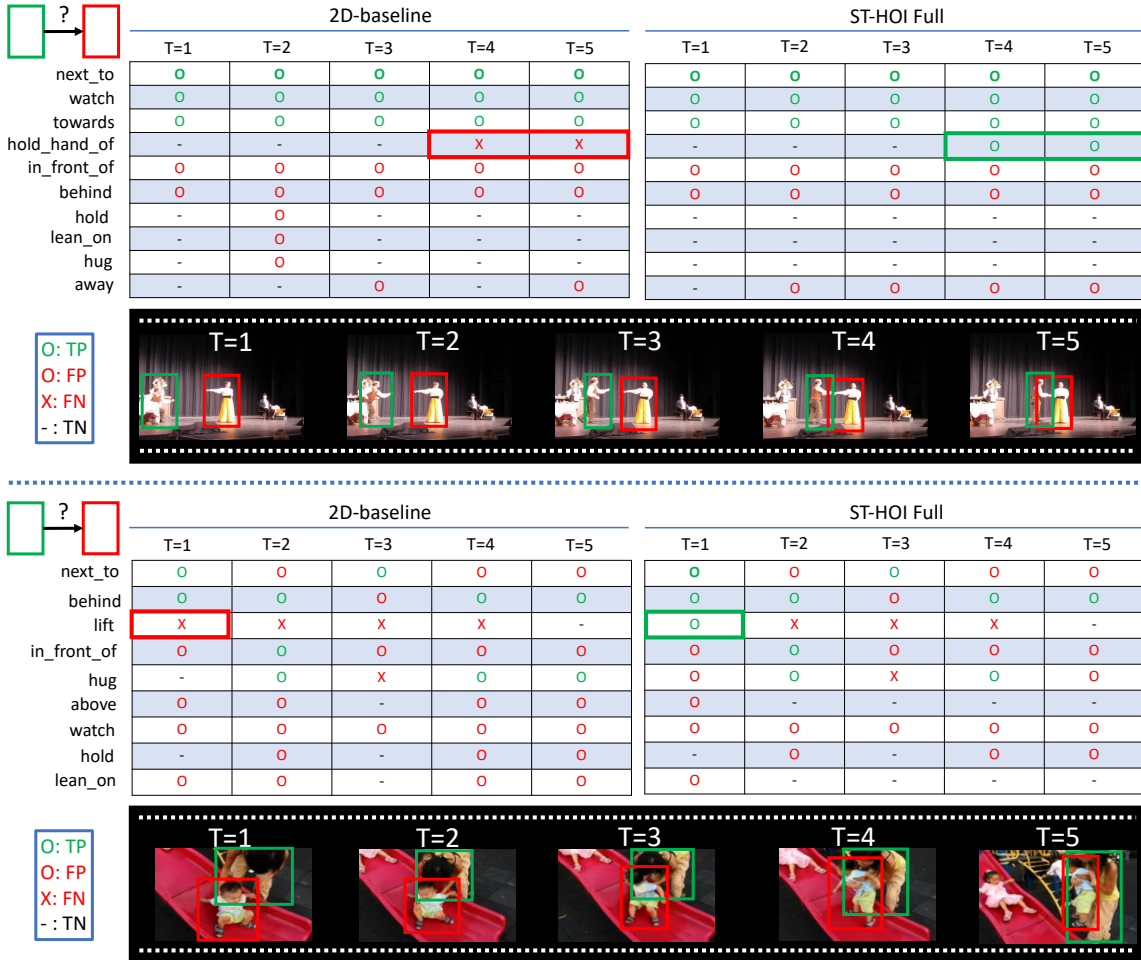 ? 2D-baseline ST-HOI Full
T=1 T=2 T=3 T=4 T=5 T=1 T=2 T=3 T=4 T=5
next_to O O O O O O O O O O
watch O O O O O O O O O O
towards O O O O O O O O O O
hold_hand_of - - - X X - - - O O
in_front_of O O O O O O O O O O
behind O O O O O O O O O O
hold - O - - - - - - - -
lean_on - O - - - - - - - -
hug - O - - - - - - - -
away - - O - O - O O O O
T=1 T=2 T=3 T=4 T=5
O: TP
O: FP
X: FN
- : TN
? 2D-baseline ST-HOI Full
T=1 T=2 T=3 T=4 T=5 T=1 T=2 T=3 T=4 T=5
next_to O O O O O O O O O O
behind O O O O O O O O O O
lift X X X X - O X X X -
in_front_of O O O O O O O O O O
hug - O X O O O O X O O
above O O - O O O - - - -
watch O O O O O O O O O O
hold - O - O O - O - O O
lean_on O O - O O O - - - -
T=1 T=2 T=3 T=4 T=5
O: TP
O: FP
X: FN
- : TN